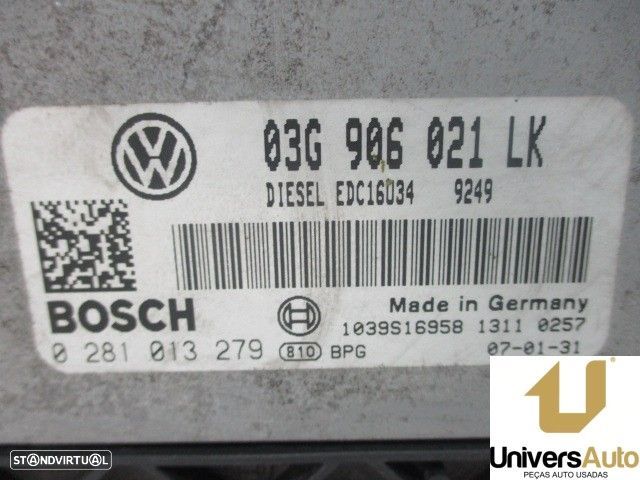 03G 906 021 LK
DIESEL EDC16U34 9249
BOSCH
Made in Germany
1039S16958 1311 0257
0 281 013 279 810 BPG 07-01-31
UniversAuto
PEÇAS AUTO USADAS
STANDVIRTUAL